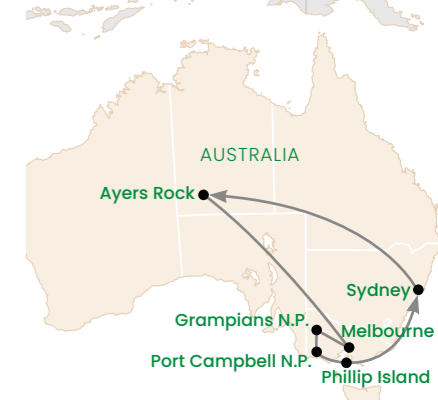 AUSTRALIA
Ayers Rock
Sydney
Grampians N.P.
Melbourne
Port Campbell N.P.
Phillip Island